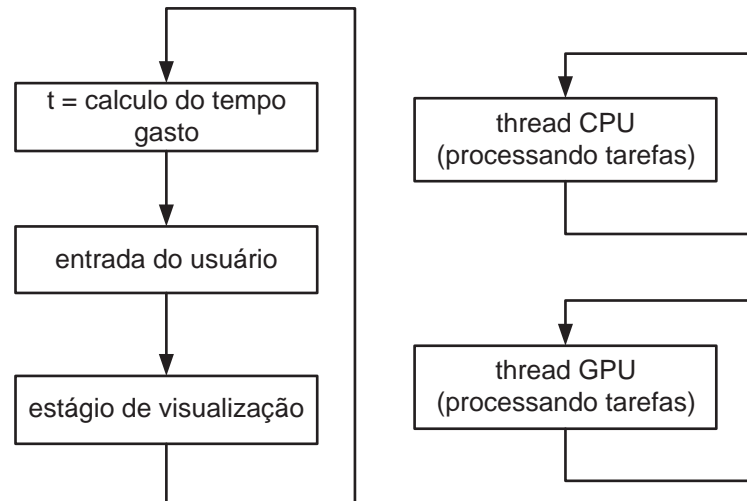 t = calculo do tempo
gasto
entrada do usuário
estágio de visualização
thread CPU
(processando tarefas)
thread GPU
(processando tarefas)